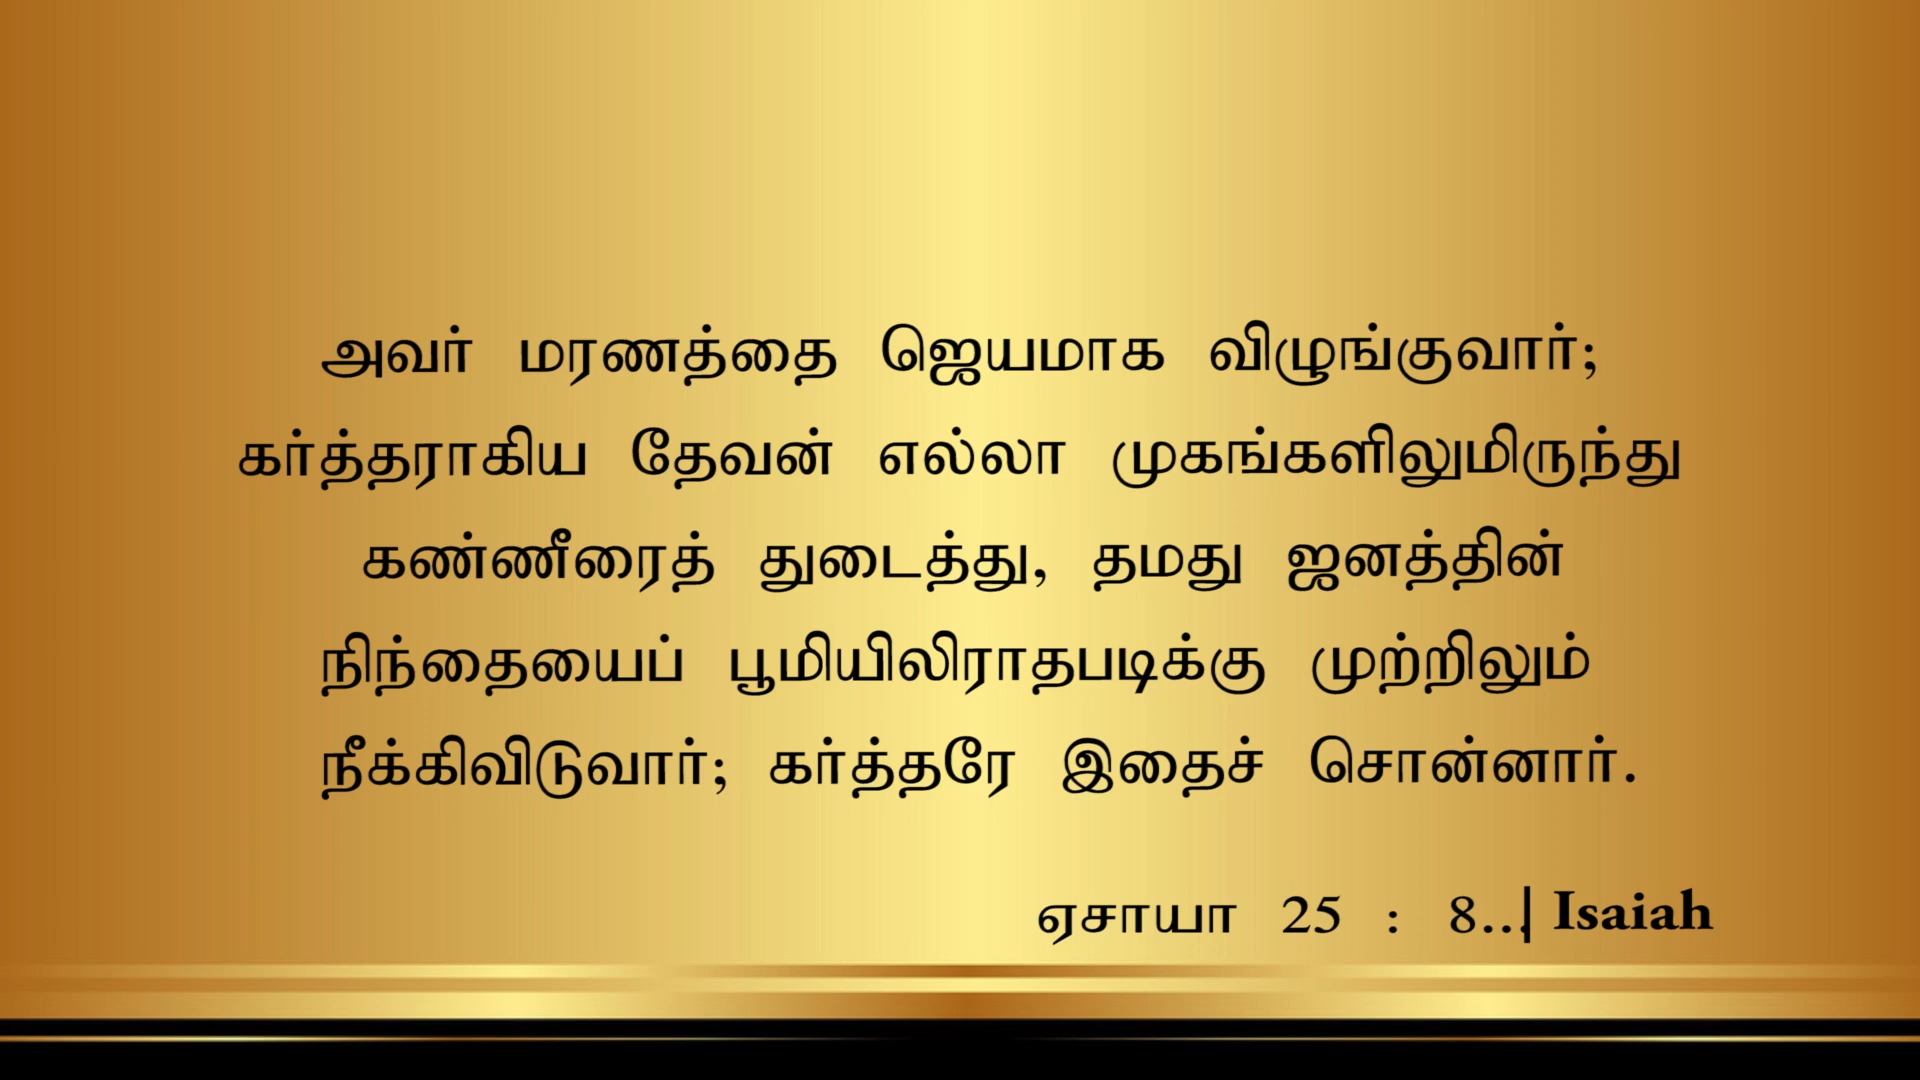 அவர் மரணத்தை ஜெயமாக விழுங்குவார்;
கர்த்தராகிய தேவன் எல்லா முகங்களிலுமிருந்து
கண்ணீரைத் துடைத்து, தமது ஜனத்தின்
நிந்தையைப் பூமியிலிராதபடிக்கு முற்றிலும்
நீக்கிவிடுவார்; கர்த்தரே இதைச் சொன்னார்.
ஏசாயா 25 : 8...| Isaiah